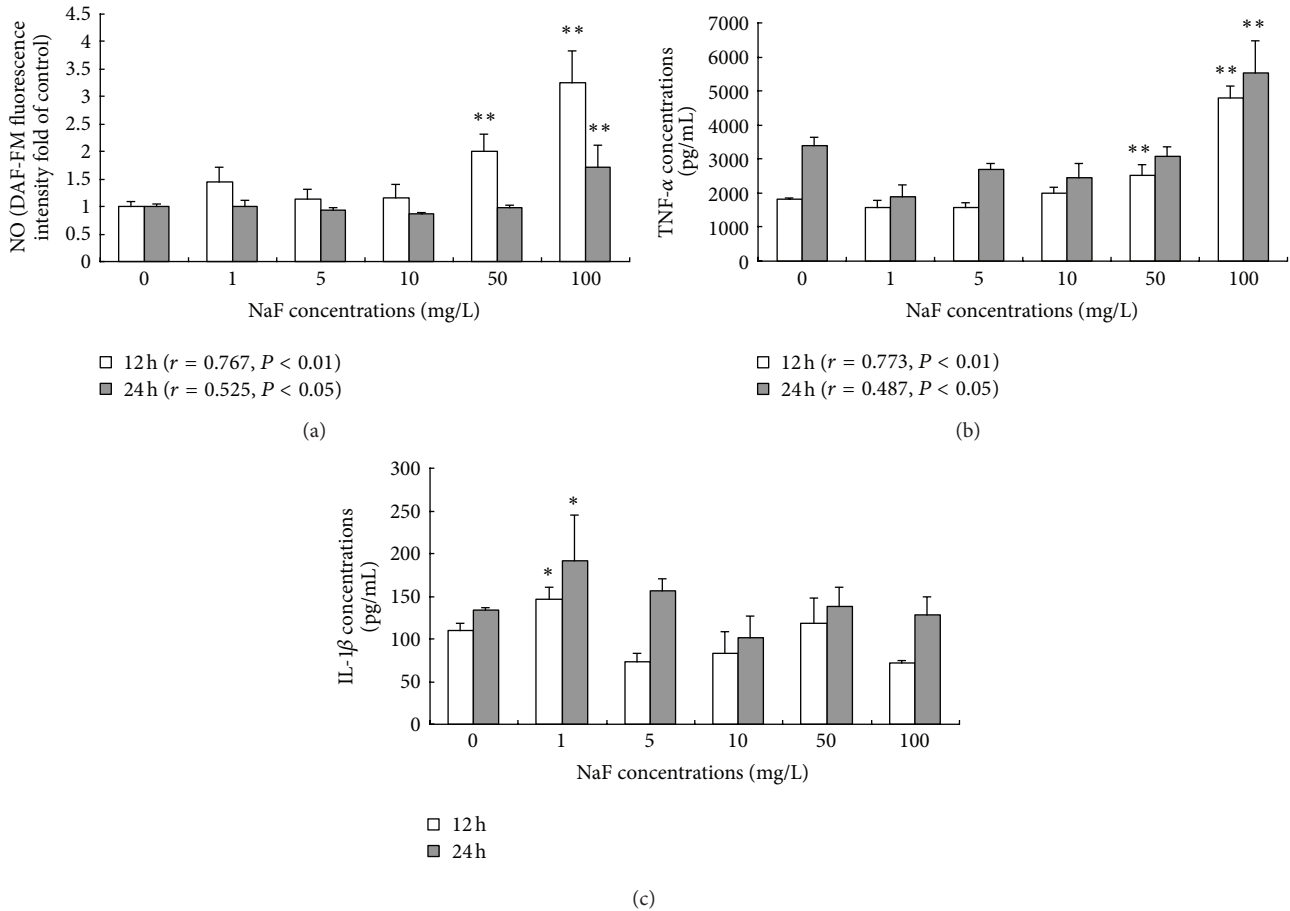 NO (DAF-FM fluorescence
intensity fold of control)
4.5
4
3.5
3
2.5
2
1.5
1
0.5
0
** ** **
0 1 5 10 50 100
NaF concentrations (mg/L)
12 h (r = 0.767, P < 0.01)
24 h (r = 0.525, P < 0.05)
(a)
TNF-α concentrations
(pg/mL)
7000
6000
5000
4000
3000
2000
1000
0
** ** **
0 1 5 10 50 100
NaF concentrations (mg/L)
12 h (r = 0.773, P < 0.01)
24 h (r = 0.487, P < 0.05)
(b)
IL-1β concentrations
(pg/mL)
300
250
200
150
100
50
0
* *
0 1 5 10 50 100
NaF concentrations (mg/L)
12 h
24 h
(c)